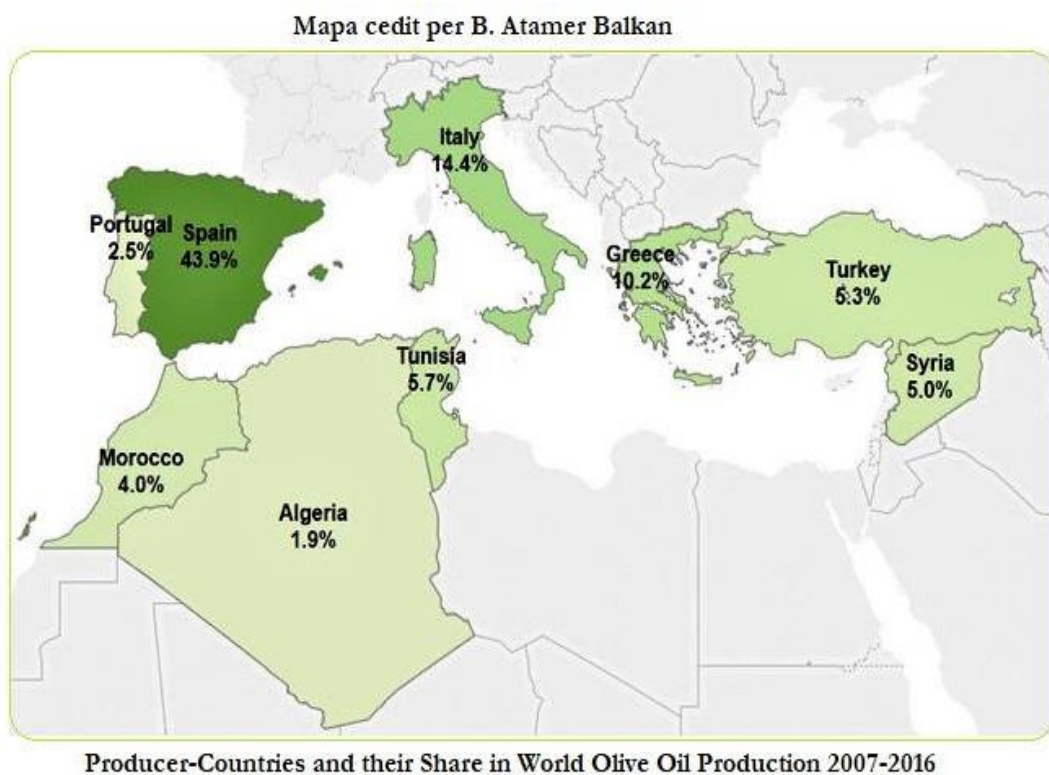 Mapa cedit per B. Atamer Balkan
Italy
14.4%
Portugal
2.5%
Spain
43.9%
Greece
10.2%
Turkey
5.3%
Tunisia
5.7%
Syria
5.0%
Morocco
4.0%
Algeria
1.9%
Producer-Countries and their Share in World Olive Oil Production 2007-2016